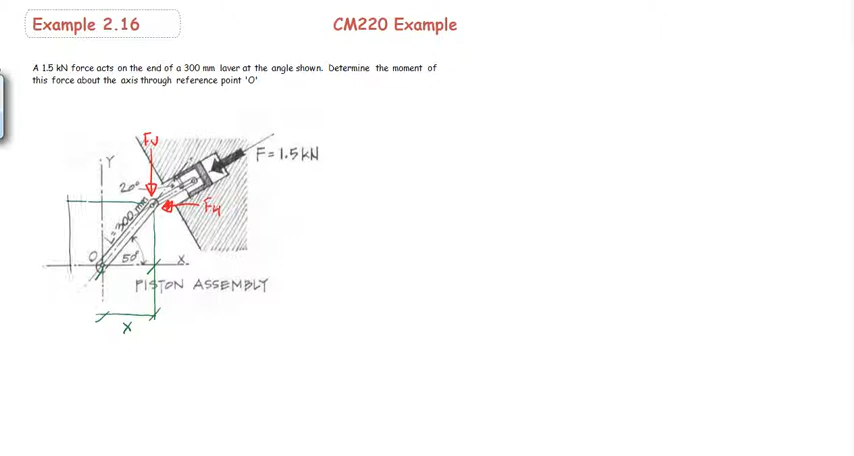 Example 2.16
CM220 Example
A 1.5 kN force acts on the end of a 300 mm laver at the angle shown. Determine the moment of
this force about the axis through reference point 'O'
Fv
Y
F = 1.5 kN
20°
L = 300 mm
FH
O
50°
X
PISTON ASSEMBLY
X